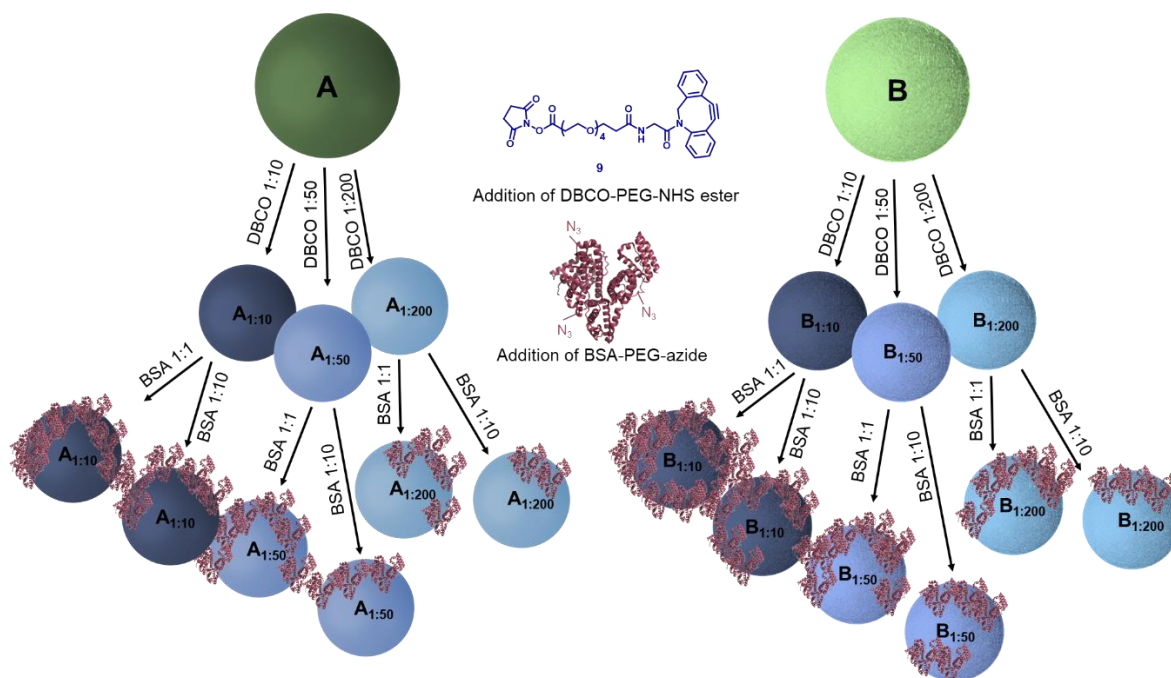 A
B
O
N
O
O
O
O
4
O
N
H
O
N
9
Addition of DBCO-PEG-NHS ester
DBCO 1:10
DBCO 1:50
DBCO 1:200
DBCO 1:10
DBCO 1:50
DBCO 1:200
N3
N3
N3
Addition of BSA-PEG-azide
A1:10
A1:50
A1:200
B1:10
B1:50
B1:200
BSA 1:1
BSA 1:10
BSA 1:1
BSA 1:10
BSA 1:1
BSA 1:10
BSA 1:1
BSA 1:10
BSA 1:1
BSA 1:10
BSA 1:1
BSA 1:10
A1:10
A1:10
A1:50
A1:50
A1:200
A1:200
B1:10
B1:10
B1:50
B1:50
B1:200
B1:200